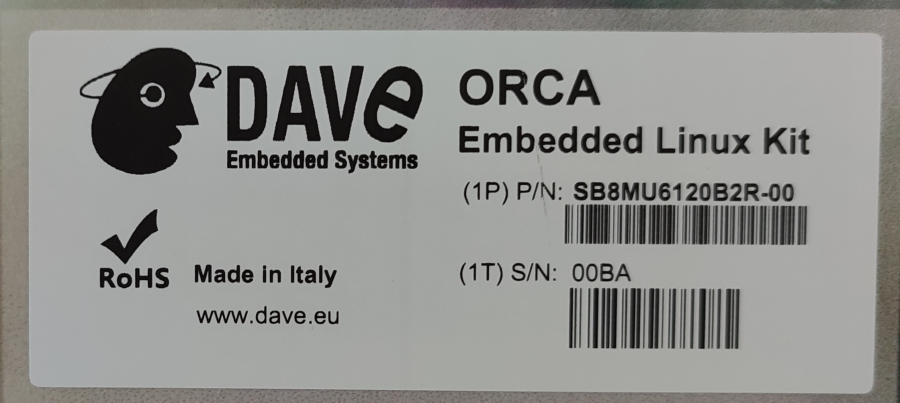 DAVe
Embedded Systems
ORCA
Embedded Linux Kit
(1P) P/N: SB8MU6120B2R-00
(1T) S/N: 00BA
RoHS
Made in Italy
www.dave.eu